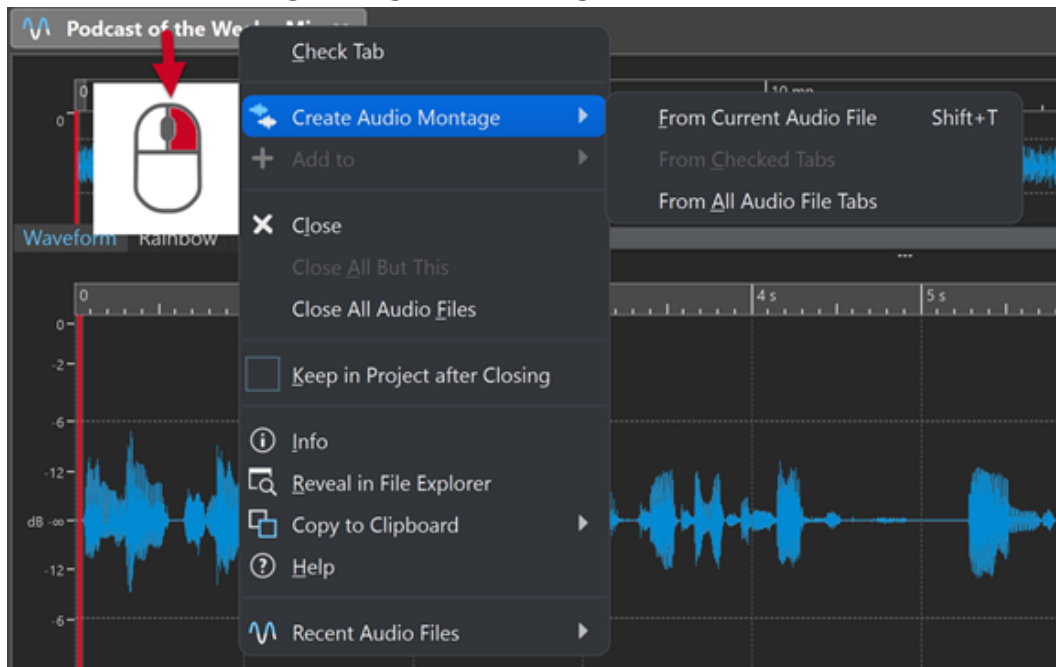 Podcast of the We
Check Tab
Create Audio Montage
From Current Audio File Shift+T
Add to
From Checked Tabs
From All Audio File Tabs
Close
Close All But This
Close All Audio Files
Keep in Project after Closing
Info
Reveal in File Explorer
Copy to Clipboard
Help
Recent Audio Files
0
0
Waveform Rainbow
0 4 s 5 s
0
-2
-6
-12
dB -∞
-12
-6